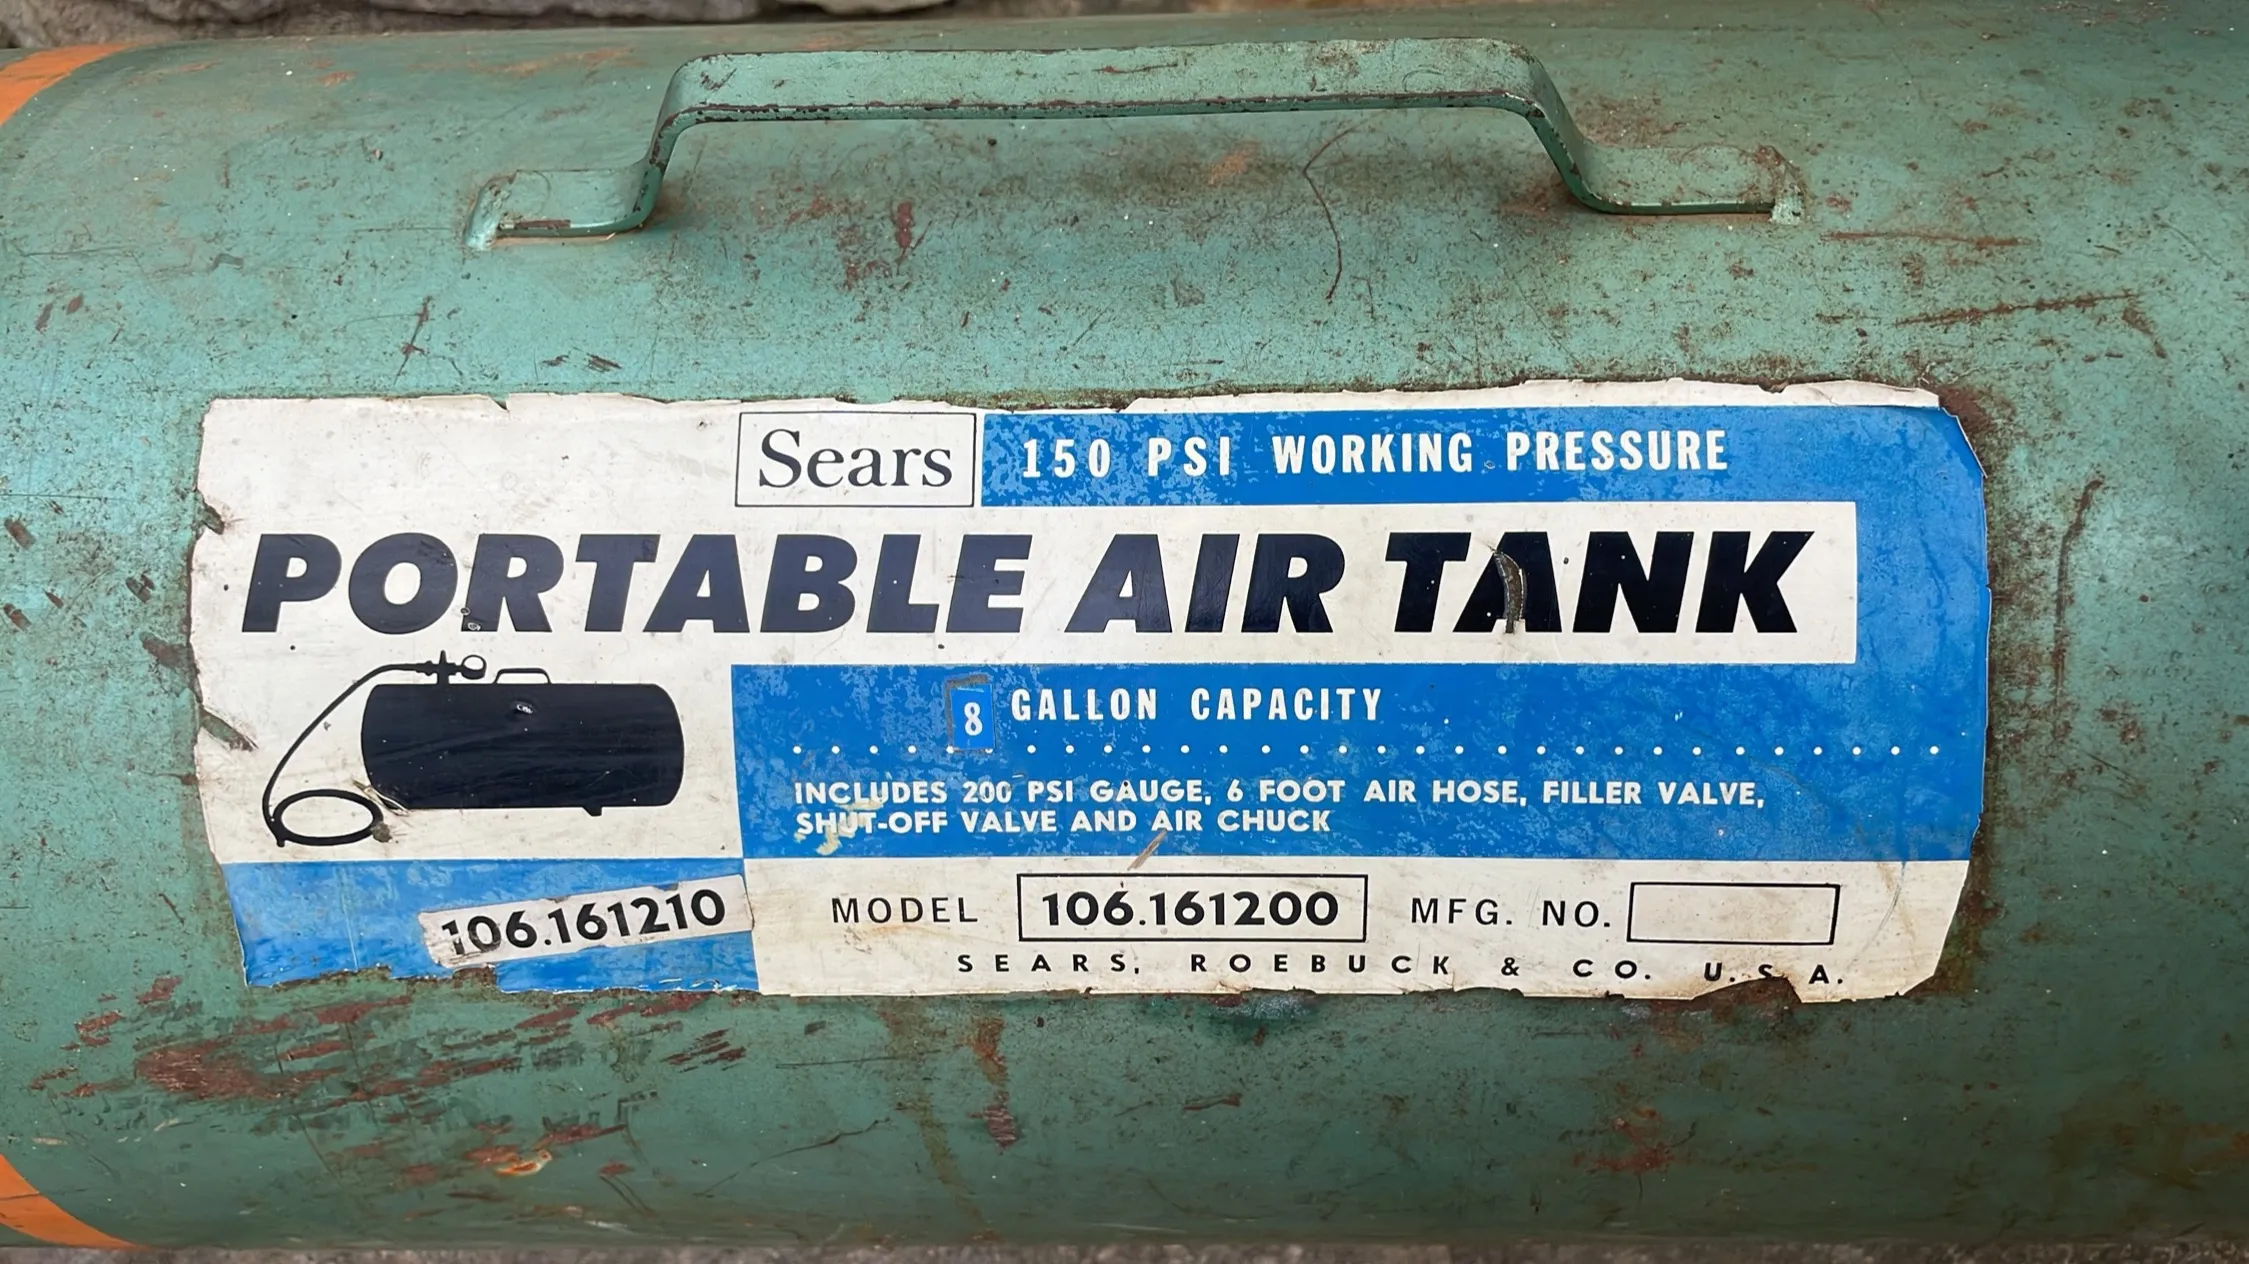 Sears
150 PSI WORKING PRESSURE
PORTABLE AIR TANK
8 GALLON CAPACITY
INCLUDES 200 PSI GAUGE, 6 FOOT AIR HOSE, FILLER VALVE,
SHUT-OFF VALVE AND AIR CHUCK
106.161210
MODEL 106.161200 MFG. NO.
SEARS, ROEBUCK & CO. U.S.A.